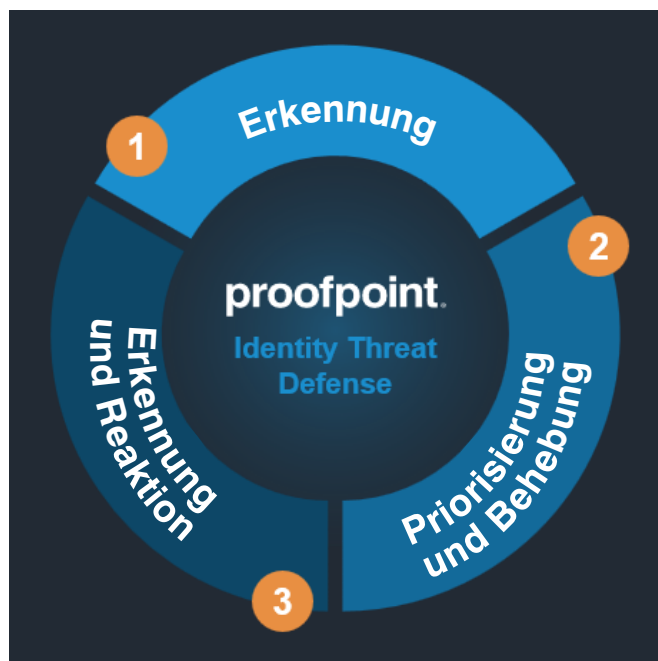 1
Erkennung
2
Priorisierung
und Behebung
3
Erkennung
und Reaktion
proofpoint.
Identity Threat
Defense